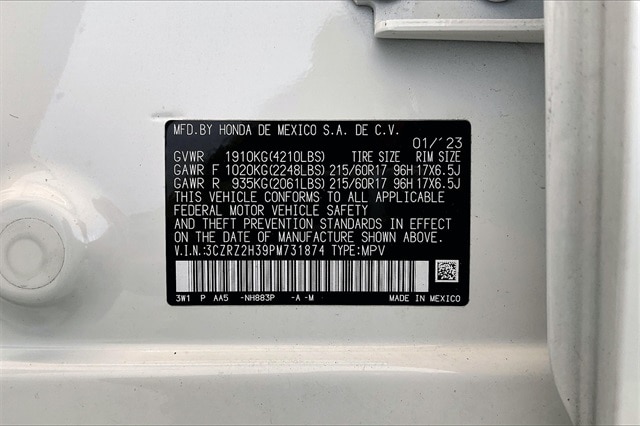 MFD.BY HONDA DE MEXICO S.A. DE C.V.
01/'23
GVWR 1910KG(4210LBS) TIRE SIZE RIM SIZE
GAWR F 1020KG(2248LBS) 215/60R17 96H 17X6.5J
GAWR R 935KG(2061LBS) 215/60R17 96H 17X6.5J
THIS VEHICLE CONFORMS TO ALL APPLICABLE
FEDERAL MOTOR VEHICLE SAFETY
AND THEFT PREVENTION STANDARDS IN EFFECT
ON THE DATE OF MANUFACTURE SHOWN ABOVE.
V.I.N.:3CZRZ2H39PM731874 TYPE:MPV
3W1 P AA5 -NH883P -A-M MADE IN MEXICO